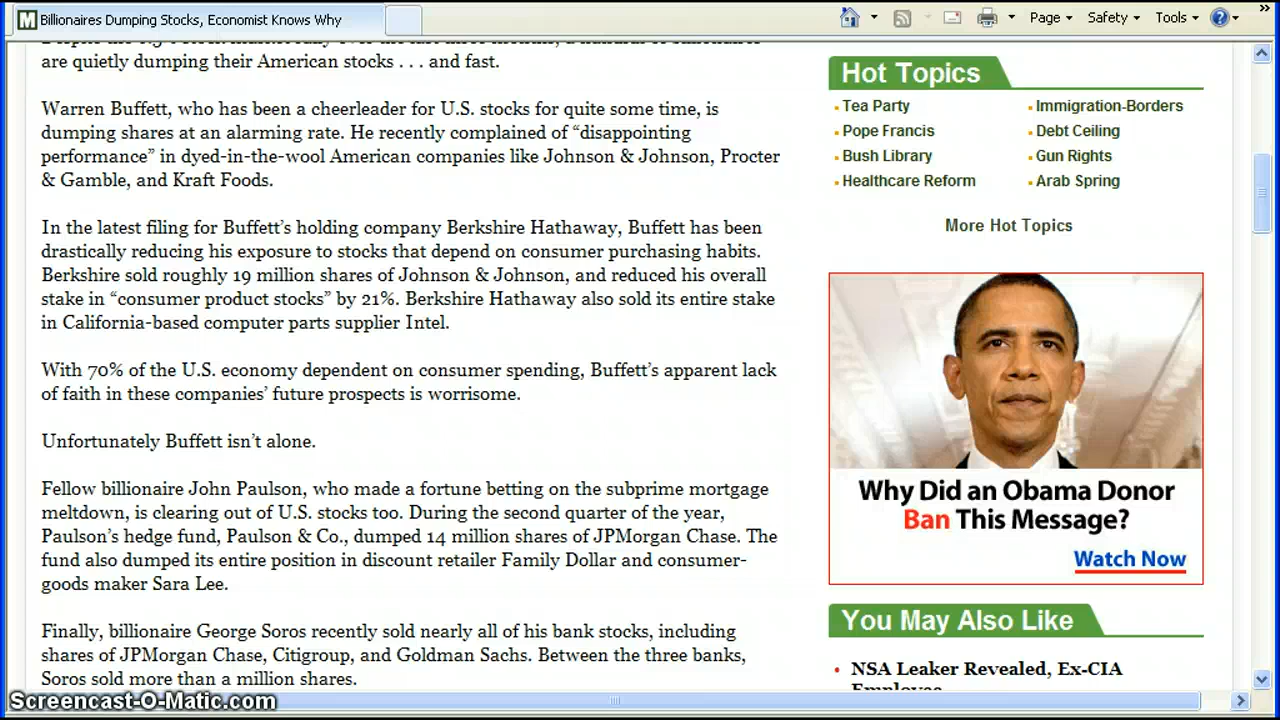 Billionaires Dumping Stocks, Economist Knows Why
Page
Safety
Tools
are quietly dumping their American stocks . . . and fast.
Warren Buffett, who has been a cheerleader for U.S. stocks for quite some time, is
dumping shares at an alarming rate. He recently complained of “disappointing
performance” in dyed-in-the-wool American companies like Johnson & Johnson, Procter
& Gamble, and Kraft Foods.
In the latest filing for Buffett’s holding company Berkshire Hathaway, Buffett has been
drastically reducing his exposure to stocks that depend on consumer purchasing habits.
Berkshire sold roughly 19 million shares of Johnson & Johnson, and reduced his overall
stake in “consumer product stocks” by 21%. Berkshire Hathaway also sold its entire stake
in California-based computer parts supplier Intel.
With 70% of the U.S. economy dependent on consumer spending, Buffett’s apparent lack
of faith in these companies’ future prospects is worrisome.
Unfortunately Buffett isn’t alone.
Fellow billionaire John Paulson, who made a fortune betting on the subprime mortgage
meltdown, is clearing out of U.S. stocks too. During the second quarter of the year,
Paulson’s hedge fund, Paulson & Co., dumped 14 million shares of JPMorgan Chase. The
fund also dumped its entire position in discount retailer Family Dollar and consumer-
goods maker Sara Lee.
Finally, billionaire George Soros recently sold nearly all of his bank stocks, including
shares of JPMorgan Chase, Citigroup, and Goldman Sachs. Between the three banks,
Soros sold more than a million shares.
Hot Topics
Tea Party
Immigration-Borders
Pope Francis
Debt Ceiling
Bush Library
Gun Rights
Healthcare Reform
Arab Spring
More Hot Topics
Why Did an Obama Donor
Ban This Message?
Watch Now
You May Also Like
NSA Leaker Revealed, Ex-CIA
Employee
Screencast-O-Matic.com